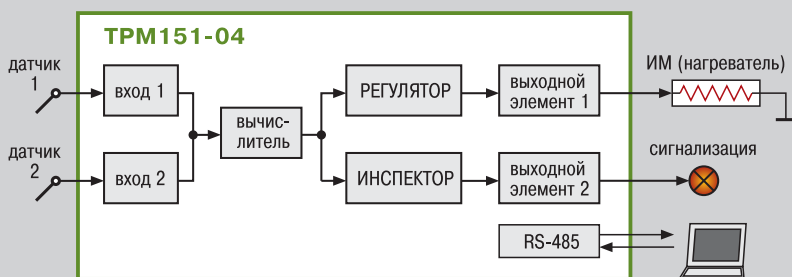 ТРМ151-04
датчик
1
вход 1
РЕГУЛЯТОР
выходной
элемент 1
ИМ (нагреватель)
вычис-
литель
датчик
2
вход 2
ИНСПЕКТОР
выходной
элемент 2
сигнализация
RS-485